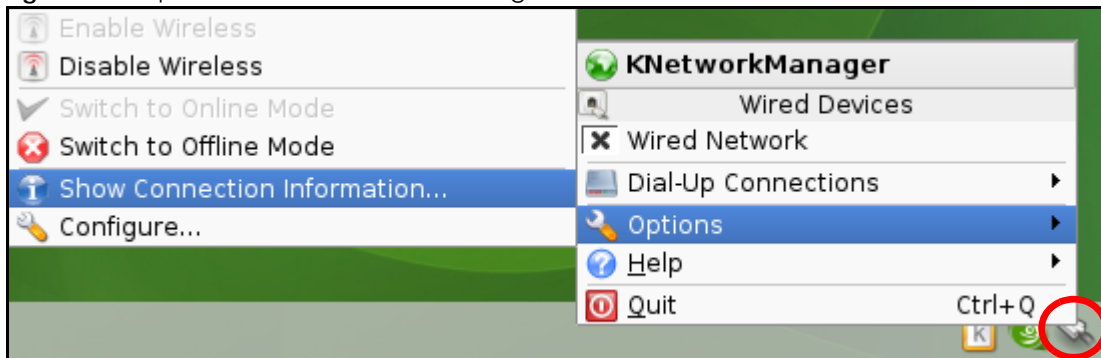 Enable Wireless
Disable Wireless
Switch to Online Mode
Switch to Offline Mode
Show Connection Information...
Configure...
KNetworkManager
Wired Devices
Wired Network
Dial-Up Connections
Options
Help
Quit Ctrl+Q
K